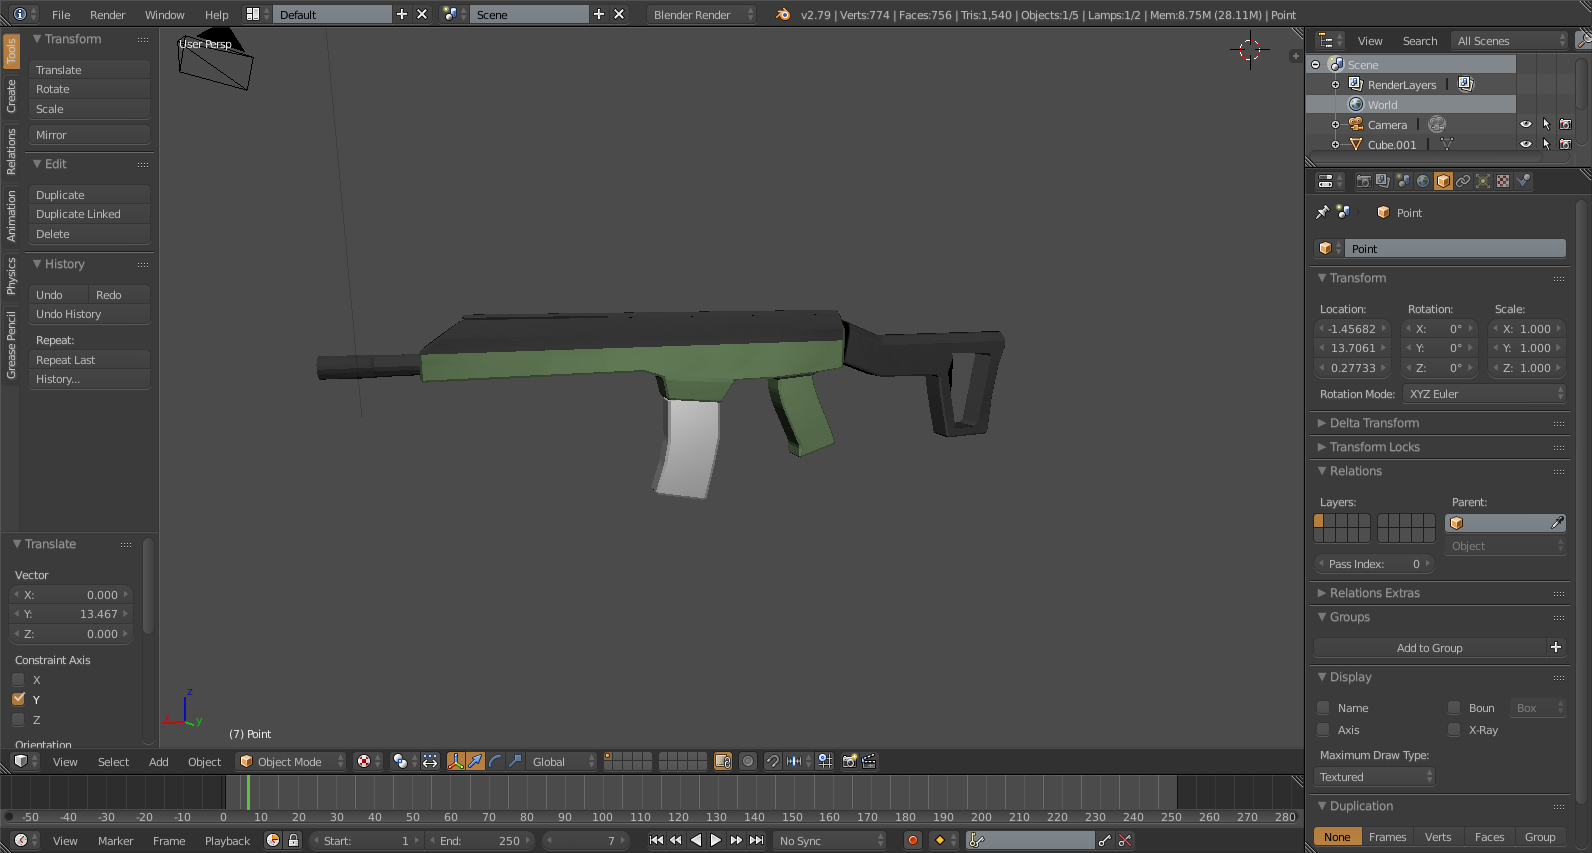 File Render Window Help Default Scene Blender Render v2.79 | Verts:774 | Faces:756 | Tris:1,540 | Objects:1/5 | Lamps:1/2 | Mem:8.75M (28.11M) | Point
Tools
Create
Relations
Animation
Physics
Grease Pencil
Transform
Translate
Rotate
Scale
Mirror
Edit
Duplicate
Duplicate Linked
Delete
History
Undo Redo
Undo History
Repeat:
Repeat Last
History...
Translate
Vector
X: 0.000
Y: 13.467
Z: 0.000
Constraint Axis
X
Y
Z
Orientation
User Persp
z
y
(7) Point
View Select Add Object Object Mode Global
-50 -40 -30 -20 -10 0 10 20 30 40 50 60 70 80 90 100 110 120 130 140 150 160 170 180 190 200 210 220 230 240 250 260 270 280
View Marker Frame Playback Start: 1 End: 250 7 No Sync
View Search All Scenes
Scene
RenderLayers |
World
Camera |
Cube.001 |
Point
Point
Transform
Location: Rotation: Scale:
-1.45682 X: 0° X: 1.000
13.7061 Y: 0° Y: 1.000
0.27733 Z: 0° Z: 1.000
Rotation Mode: XYZ Euler
Delta Transform
Transform Locks
Relations
Layers: Parent:
Object
Pass Index: 0
Relations Extras
Groups
Add to Group
Display
Name Boun Box
Axis X-Ray
Maximum Draw Type:
Textured
Duplication
None Frames Verts Faces Group